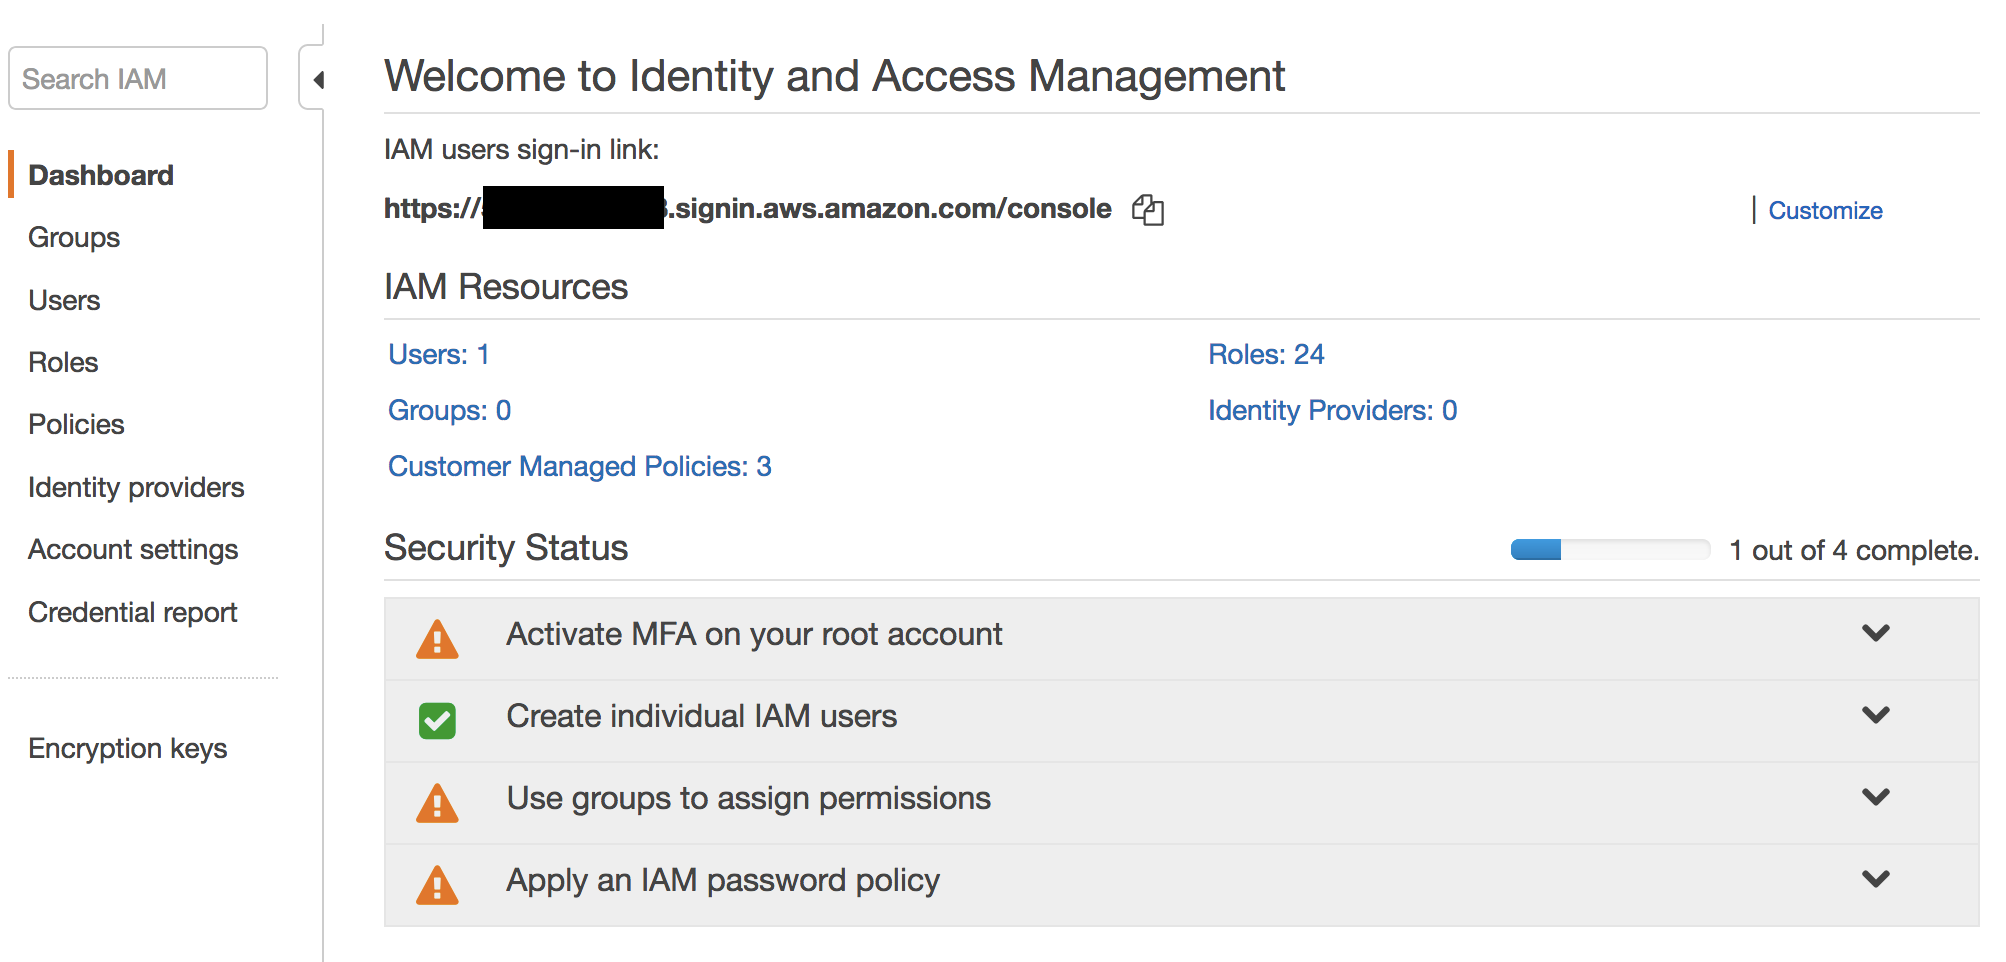 Search IAM
Dashboard
Groups
Users
Roles
Policies
Identity providers
Account settings
Credential report
Encryption keys
Welcome to Identity and Access Management
IAM users sign-in link:
https://.signin.aws.amazon.com/console
Customize
IAM Resources
Users: 1
Roles: 24
Groups: 0
Identity Providers: 0
Customer Managed Policies: 3
Security Status
1 out of 4 complete.
Activate MFA on your root account
Create individual IAM users
Use groups to assign permissions
Apply an IAM password policy